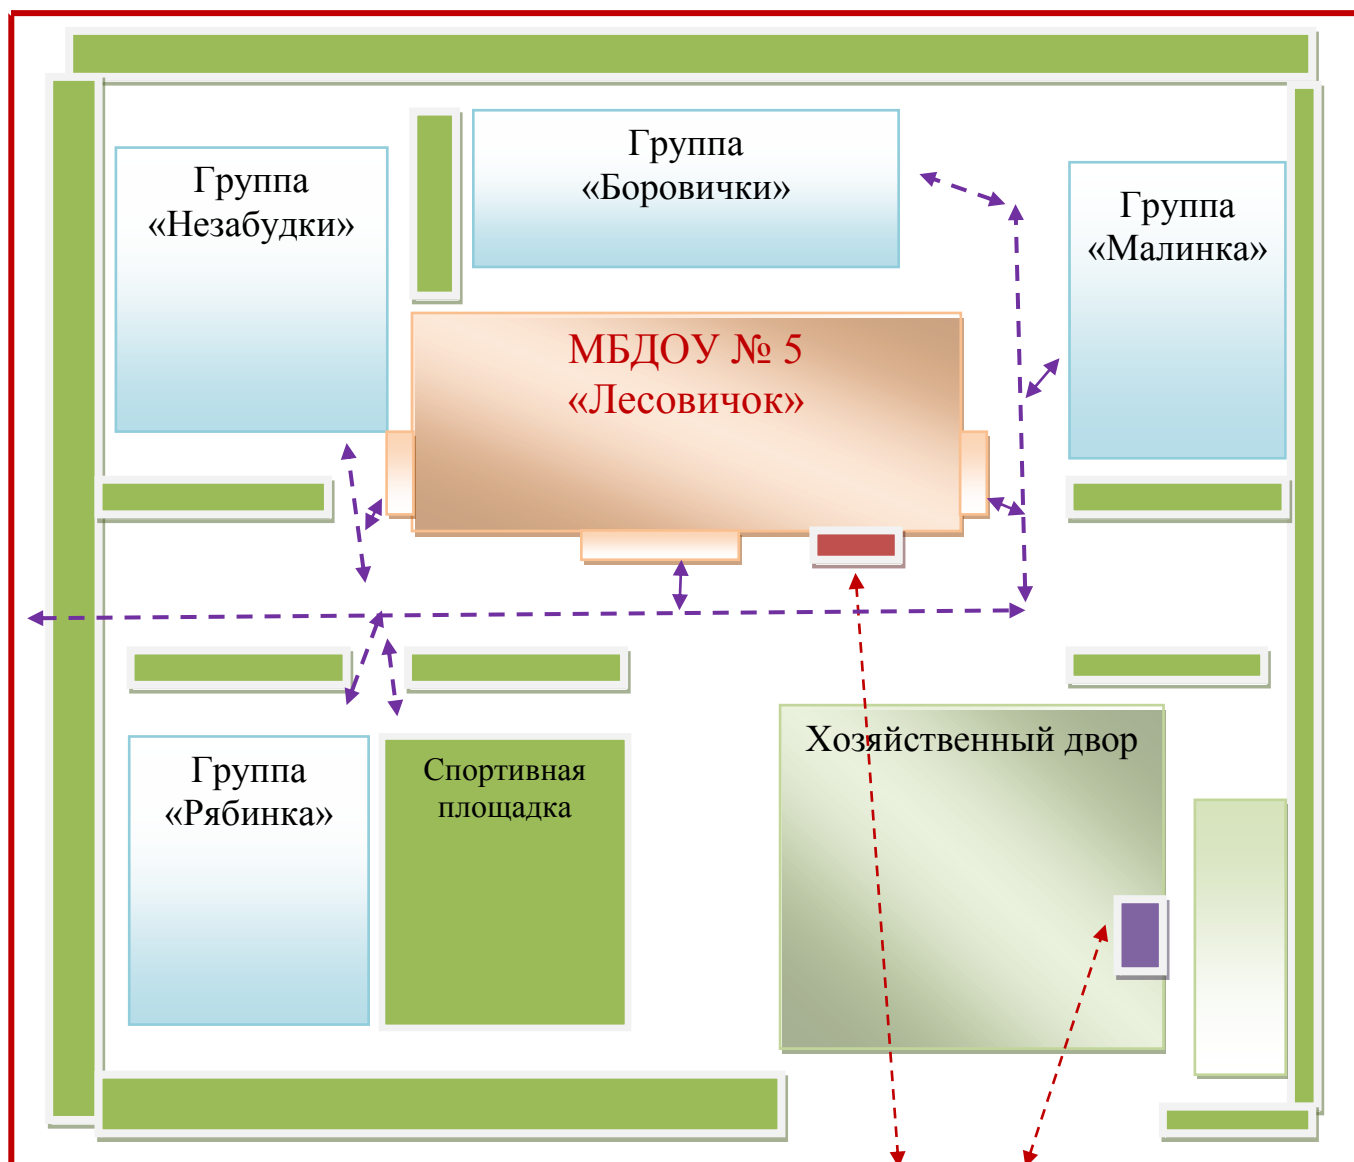 Группа
«Незабудки»
Группа
«Боровички»
Группа
«Малинка»
МБДОУ № 5
«Лесовичок»
Группа
«Рябинка»
Спортивная
площадка
Хозяйственный двор